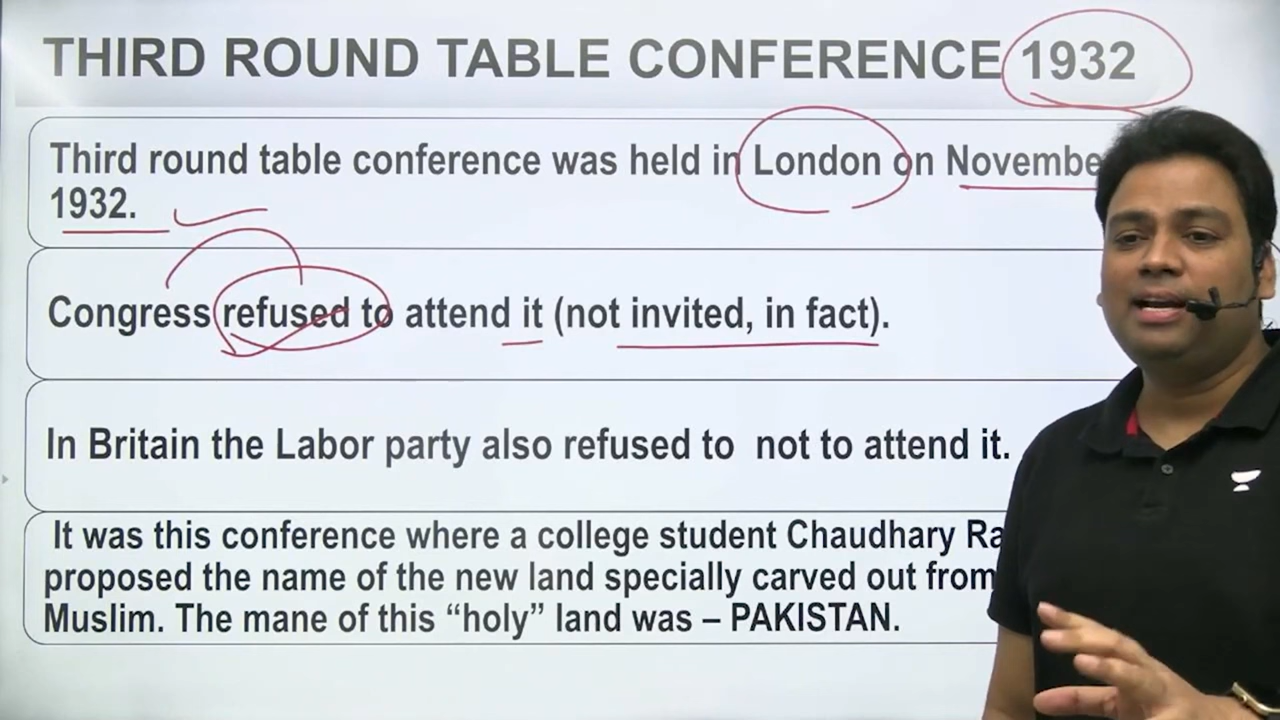 THIRD ROUND TABLE CONFERENCE 1932
Third round table conference was held in London on Novembe
1932.
Congress refused to attend it (not invited, in fact).
In Britain the Labor party also refused to not to attend it.
It was this conference where a college student Chaudhary Ra
proposed the name of the new land specially carved out from
Muslim. The mane of this “holy” land was – PAKISTAN.